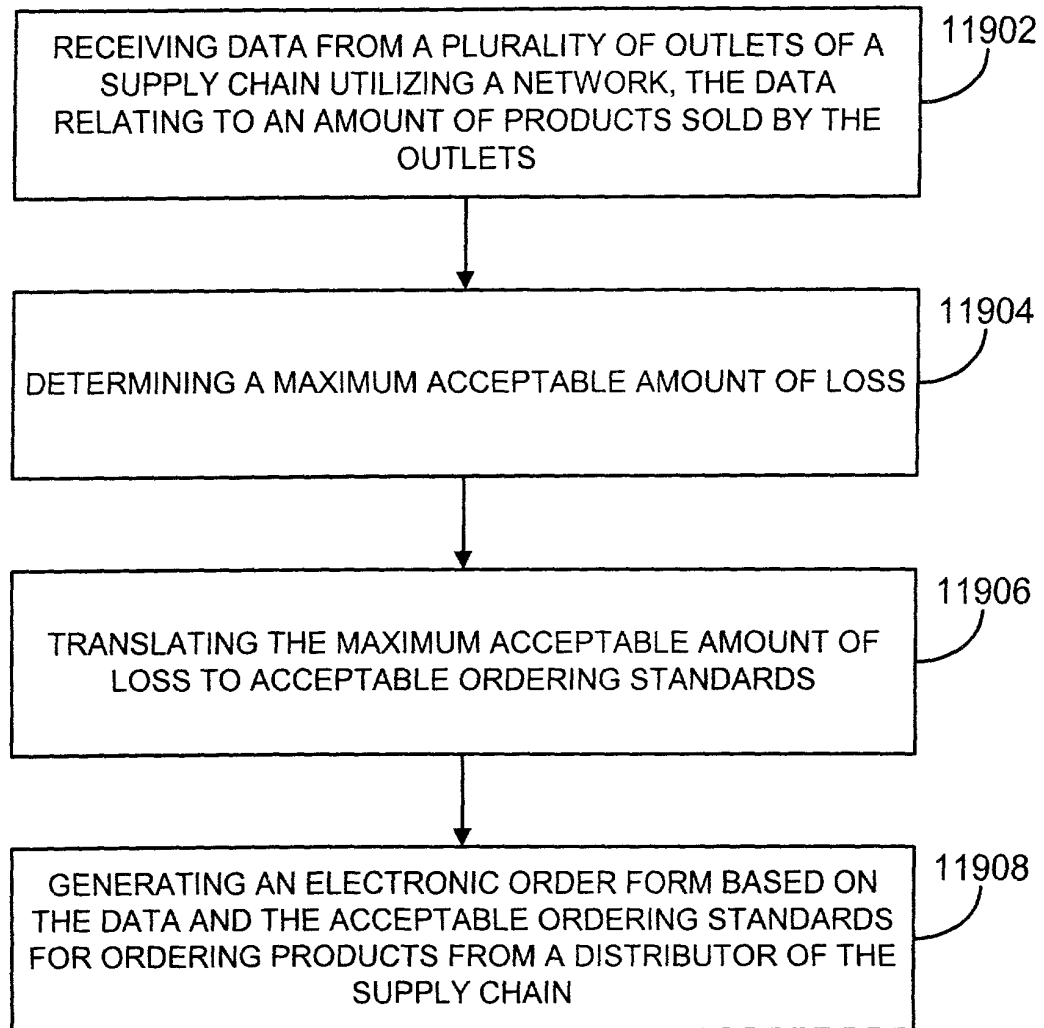 RECEIVING DATA FROM A PLURALITY OF OUTLETS OF A
SUPPLY CHAIN UTILIZING A NETWORK, THE DATA
RELATING TO AN AMOUNT OF PRODUCTS SOLD BY THE
OUTLETS
11902
DETERMINING A MAXIMUM ACCEPTABLE AMOUNT OF LOSS
11904
TRANSLATING THE MAXIMUM ACCEPTABLE AMOUNT OF
LOSS TO ACCEPTABLE ORDERING STANDARDS
11906
GENERATING AN ELECTRONIC ORDER FORM BASED ON
THE DATA AND THE ACCEPTABLE ORDERING STANDARDS
FOR ORDERING PRODUCTS FROM A DISTRIBUTOR OF THE
SUPPLY CHAIN
11908